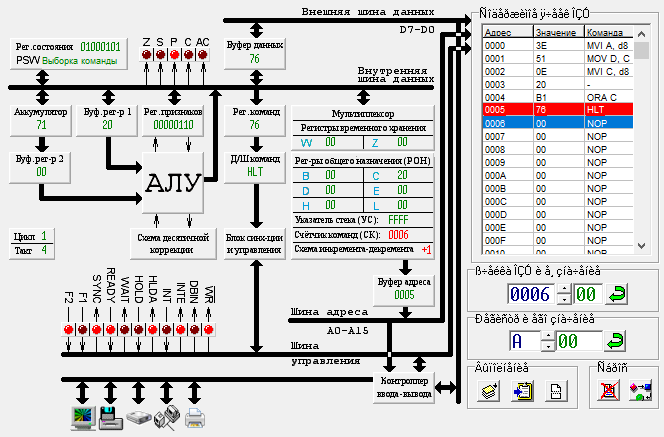 Внешняя шина данных
D7-D0
Рег.состояния 01000101
PSW Выборка команды
Z S P C AC
Буфер данных
76
Внутренняя
шина данных
Аккумулятор
71
Буф.рег-р 1
20
Рег.признаков
00000110
Рег.команд
76
Мультиплексор
Регистры временного хранения
W 00 Z 00
Буф.рег-р 2
00
АЛУ
Д/Ш команд
HLT
Рег-ры общего назначения (РОН)
B 00 C 20
D 00 E 00
H 00 L 00
Указатель стека (УС): FFFF
Счётчик команд (СК): 0006
Схема инкремента-декремента +1
Цикл 1
Такт 4
Схема десятичной
коррекции
Блок синх-ции
и управления
Буфер адреса
0005
F2 F1 SYNC READY WAIT HOLD HLDA INT INTE DBIN WR
Шина адреса
A0-A15
Шина
управления
Контроллер
ввода-вывода
Ñîäåðæèìîå ÿ÷ååê ÎÇÓ
Адрес Значение Команда
0000 3E MVI A, d8
0001 51 MOV D, C
0002 0E MVI C, d8
0003 20 -
0004 B1 ORA C
0005 76 HLT
0006 00 NOP
0007 00 NOP
0008 00 NOP
0009 00 NOP
000A 00 NOP
000B 00 NOP
000C 00 NOP
000D 00 NOP
000E 00 NOP
000F 00 NOP
0010 00 NOP
ß÷åéêà ÎÇÓ è å¸ çíà÷åíèå
0006 00
Ðåãèñòð è åãî çíà÷åíèå
A 00
Âûïîëíåíèå
Ñáðîñ